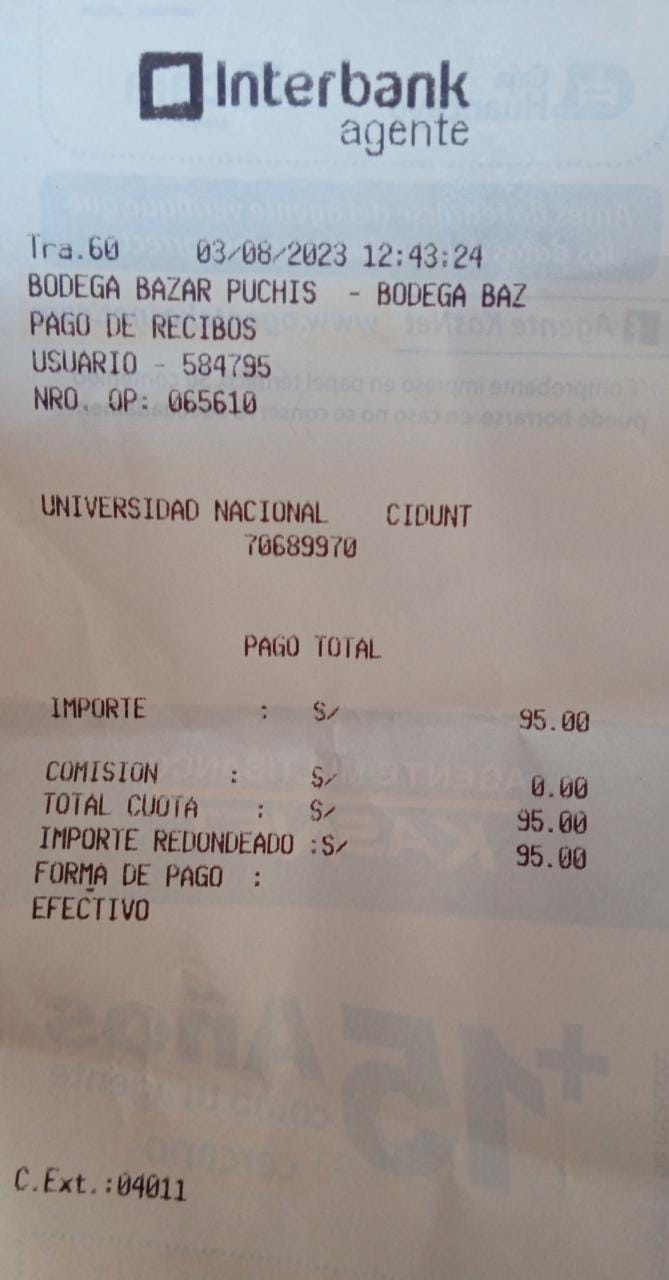 Interbank
agente
Tra.60 03/08/2023 12:43:24
BODEGA BAZAR PUCHIS - BODEGA BAZ
PAGO DE RECIBOS
USUARIO - 584795
NRO. OP: 065610
UNIVERSIDAD NACIONAL CIDUNT
70689970
PAGO TOTAL
IMPORTE : S/ 95.00
COMISION : S/ 0.00
TOTAL CUOTA : S/ 95.00
IMPORTE REDONDEADO :S/ 95.00
FORMA DE PAGO :
EFECTIVO
C.Ext.:04011